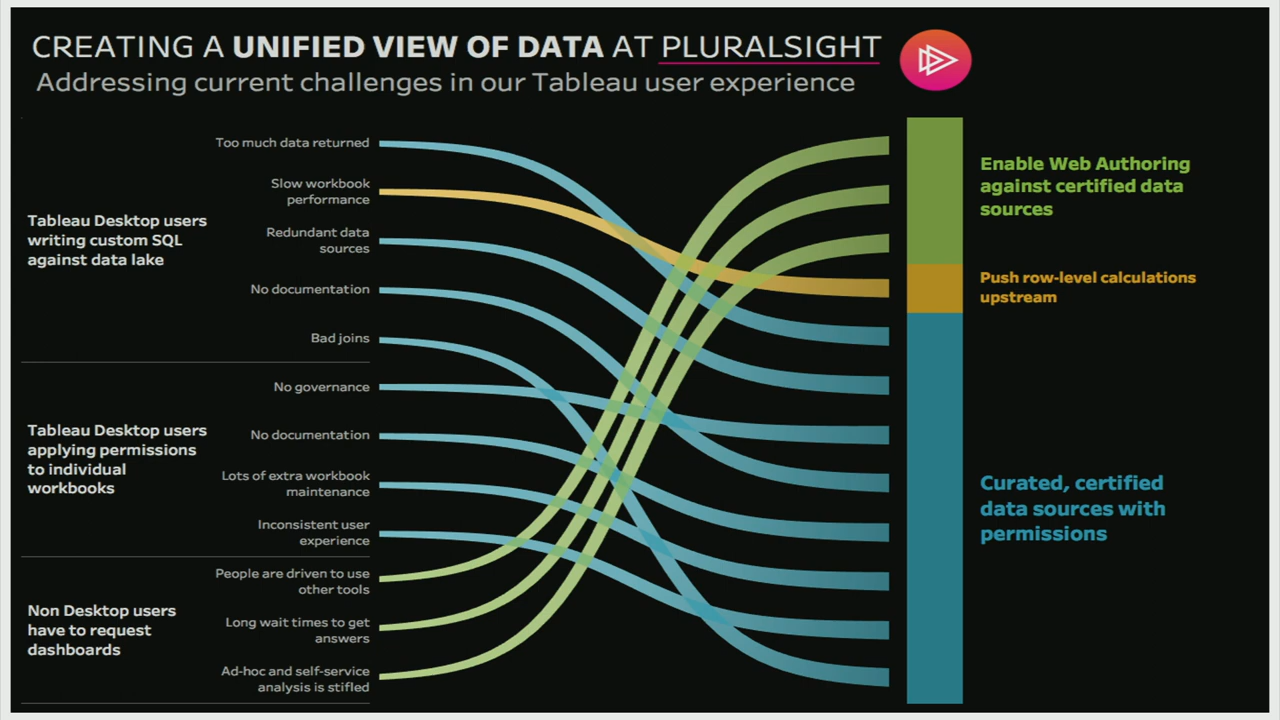 CREATING A UNIFIED VIEW OF DATA AT PLURALSIGHT
Addressing current challenges in our Tableau user experience
Tableau Desktop users
writing custom SQL
against data lake
Too much data returned
Slow workbook
performance
Redundant data
sources
No documentation
Bad joins
Tableau Desktop users
applying permissions
to individual
workbooks
No governance
No documentation
Lots of extra workbook
maintenance
Inconsistent user
experience
Non Desktop users
have to request
dashboards
People are driven to use
other tools
Long wait times to get
answers
Ad-hoc and self-service
analysis is stifled
Enable Web Authoring
against certified data
sources
Push row-level calculations
upstream
Curated, certified
data sources with
permissions